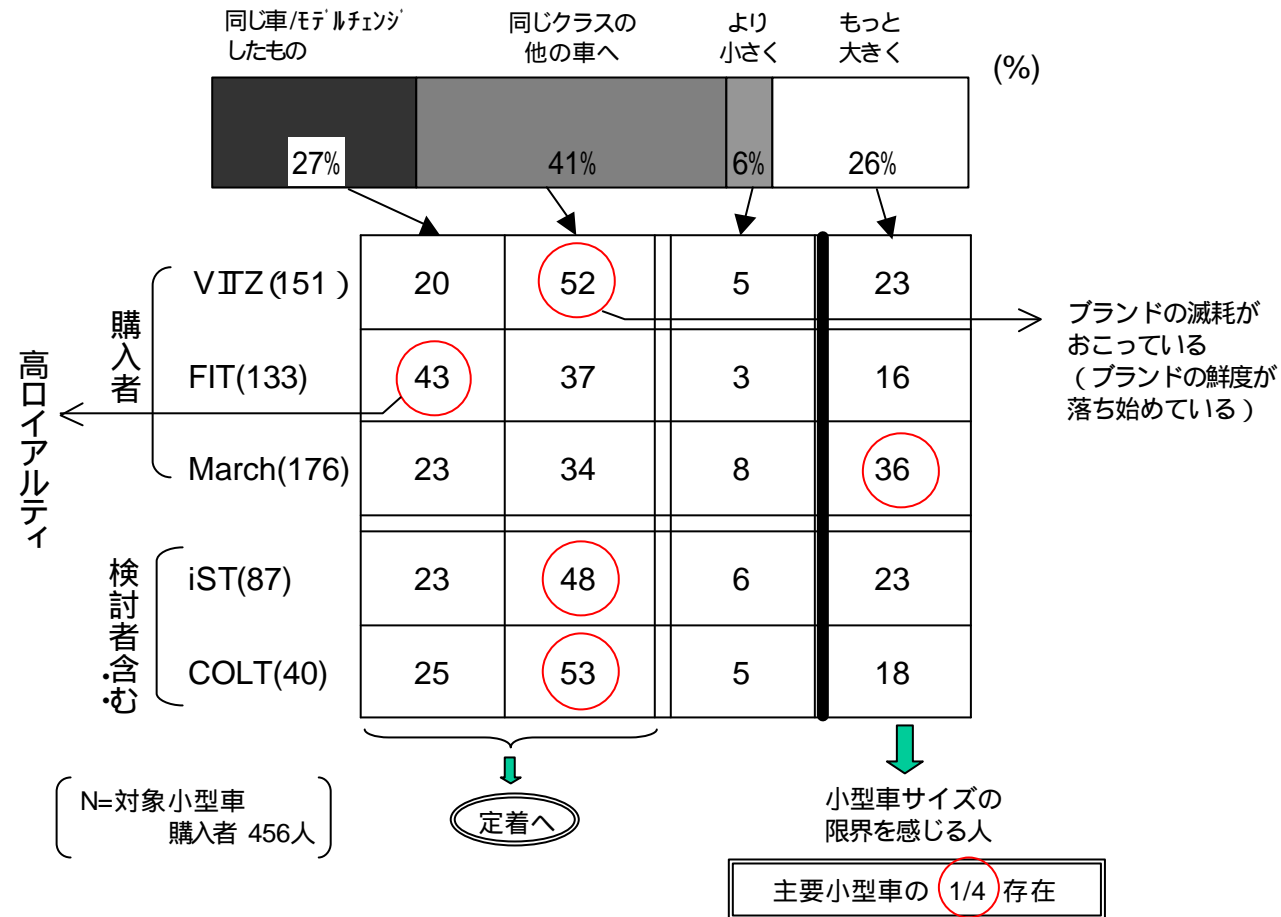 同じ車/ﾓﾃﾞﾙﾁｪﾝｼﾞ
したもの
同じクラスの
他の車へ
より
小さく
もっと
大きく
(%)
27%
41%
6%
26%
購入者
VITZ(151)
20
52
5
23
FIT(133)
43
37
3
16
March(176)
23
34
8
36
高ロイアルティ
ブランドの減耗が
おこっている
(ブランドの鮮度が
落ち始めている)
検討者含む
iST(87)
23
48
6
23
COLT(40)
25
53
5
18
N=対象小型車
購入者 456人
定着へ
小型車サイズの
限界を感じる人
主要小型車の 1/4 存在